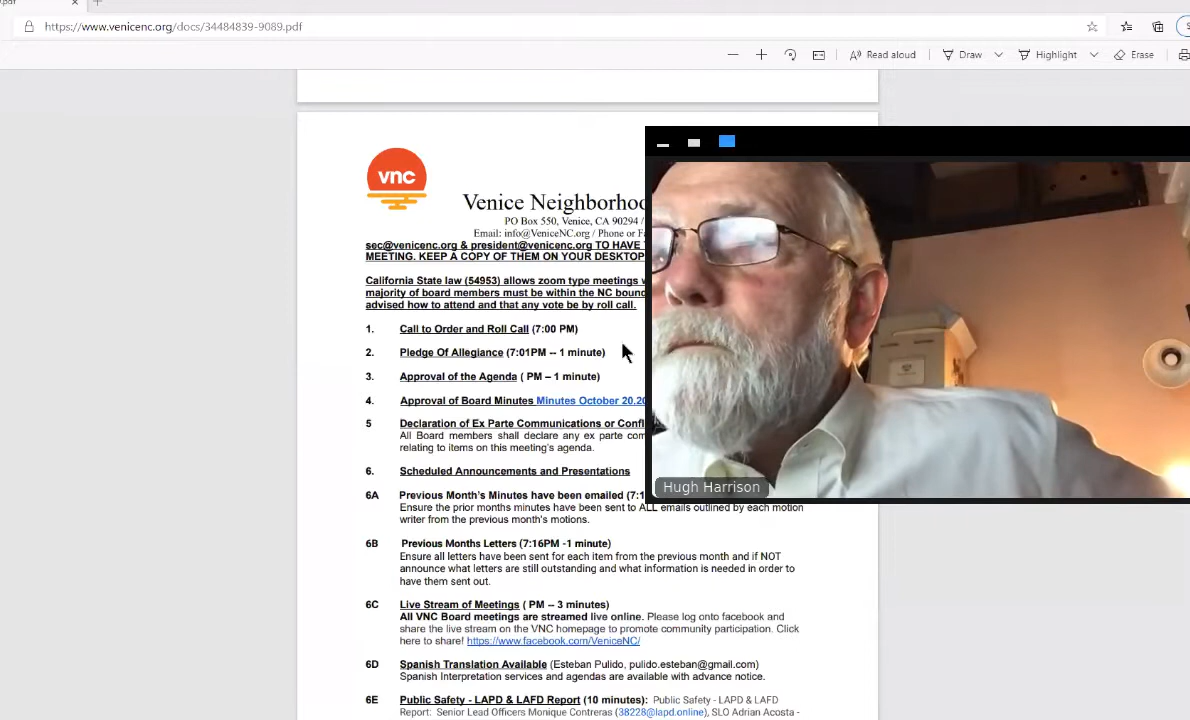 .pdf
https://www.venicenc.org/docs/34484839-9089.pdf
Read aloud
Draw
Highlight
Erase
vnc
Venice Neighborho
PO Box 550, Venice, CA 90294 /
Email: info@VeniceNC.org / Phone or Fa
sec@venicenc.org & president@venicenc.org TO HAVE
MEETING. KEEP A COPY OF THEM ON YOUR DESKTOP
California State law (54953) allows zoom type meetings
majority of board members must be within the NC boun
advised how to attend and that any vote be by roll call.
1. Call to Order and Roll Call (7:00 PM)
2. Pledge Of Allegiance (7:01PM -- 1 minute)
3. Approval of the Agenda ( PM – 1 minute)
4. Approval of Board Minutes Minutes October 20.20
5 Declaration of Ex Parte Communications or Confl
All Board members shall declare any ex parte com
relating to items on this meeting's agenda.
6. Scheduled Announcements and Presentations
6A Previous Month's Minutes have been emailed (7:1
Ensure the prior months minutes have been sent to ALL emails outlined by each motion
writer from the previous month's motions.
6B Previous Months Letters (7:16PM -1 minute)
Ensure all letters have been sent for each item from the previous month and if NOT
announce what letters are still outstanding and what information is needed in order to
have them sent out.
6C Live Stream of Meetings ( PM -- 3 minutes)
All VNC Board meetings are streamed live online. Please log onto facebook and
share the live stream on the VNC homepage to promote community participation. Click
here to share! https://www.facebook.com/VeniceNC/
6D Spanish Translation Available (Esteban Pulido, pulido.esteban@gmail.com)
Spanish Interpretation services and agendas are available with advance notice.
6E Public Safety - LAPD & LAFD Report (10 minutes): Public Safety - LAPD & LAFD
Report: Senior Lead Officers Monique Contreras (38228@lapd.online), SLO Adrian Acosta -
Hugh Harrison